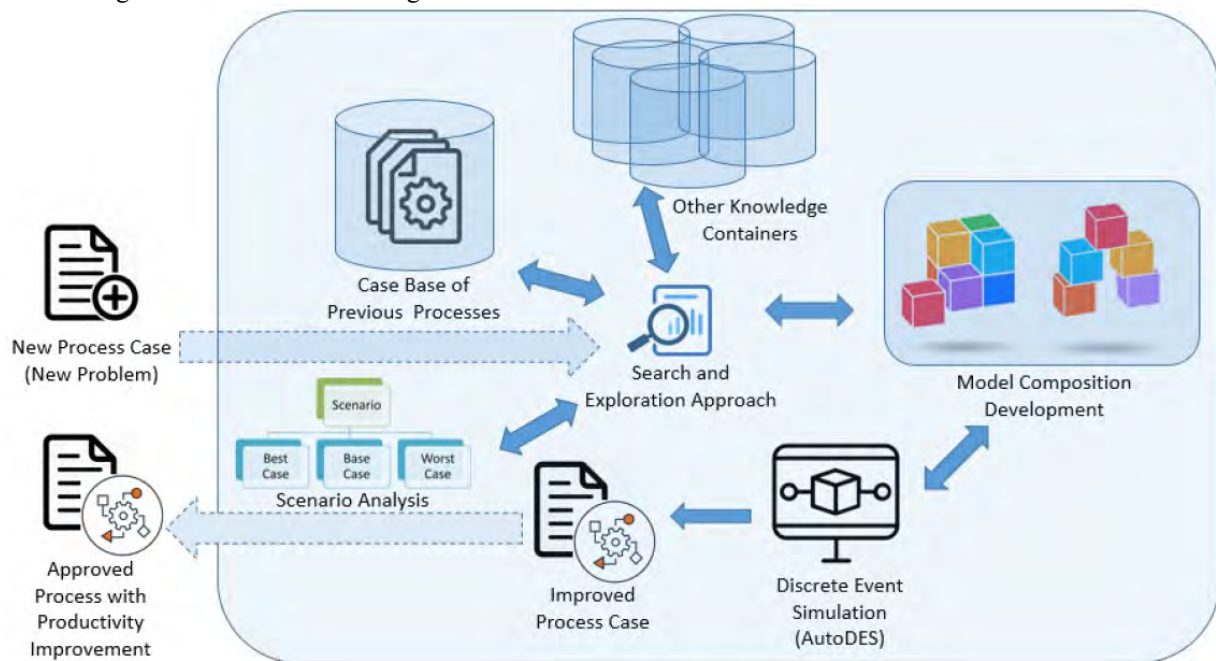 Other Knowledge
Containers
Case Base of
Previous Processes
New Process Case
(New Problem)
Search and
Exploration Approach
Model Composition
Development
Scenario
Best
Case
Base
Case
Worst
Case
Scenario Analysis
Approved
Process with
Productivity
Improvement
Improved
Process Case
Discrete Event
Simulation
(AutoDES)